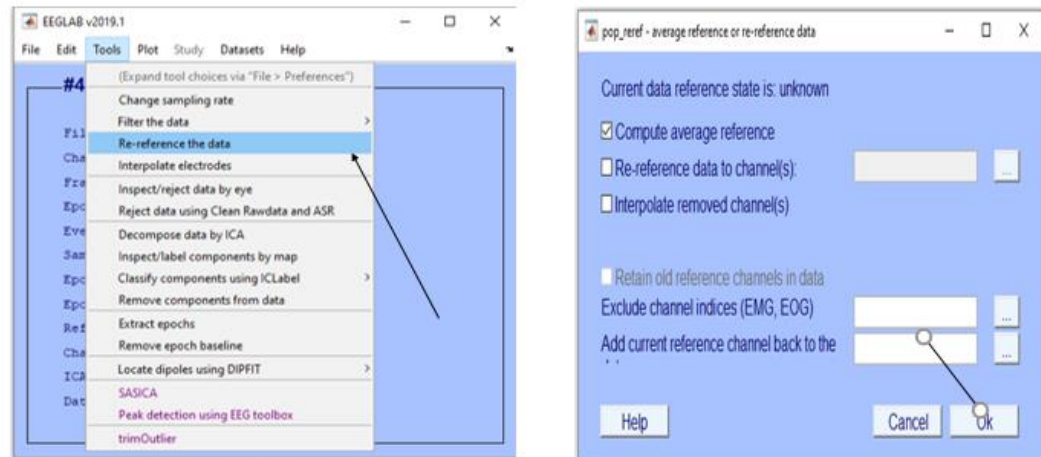 EEGLAB v2019.1
File Edit Tools Plot Study Datasets Help
#4
(Expand tool choices via "File > Preferences")
Change sampling rate
Filter the data >
Re-reference the data
Interpolate electrodes
Inspect/reject data by eye
Reject data using Clean Rawdata and ASR
Decompose data by ICA
Inspect/label components by map
Classify components using ICLabel >
Remove components from data
Extract epochs
Remove epoch baseline
Locate dipoles using DIPFIT >
SASICA
Peak detection using EEG toolbox
trimOutlier
Fil
Cha
Fra
Epo
Eve
Sam
Epo
Epo
Ref
Cha
ICA
Dat
pop_reref - average reference or re-reference data
Current data reference state is: unknown
Compute average reference
Re-reference data to channel(s):
...
Interpolate removed channel(s)
Retain old reference channels in data
Exclude channel indices (EMG, EOG)
...
Add current reference channel back to the
...
Help Cancel Ok